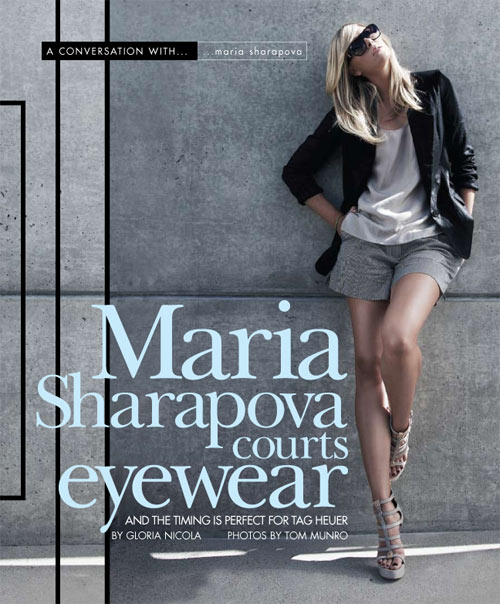 A CONVERSATION WITH... ...maria sharapova
Maria
Sharapova
courts
eyewear
AND THE TIMING IS PERFECT FOR TAG HEUER
BY GLORIA NICOLA PHOTOS BY TOM MUNRO